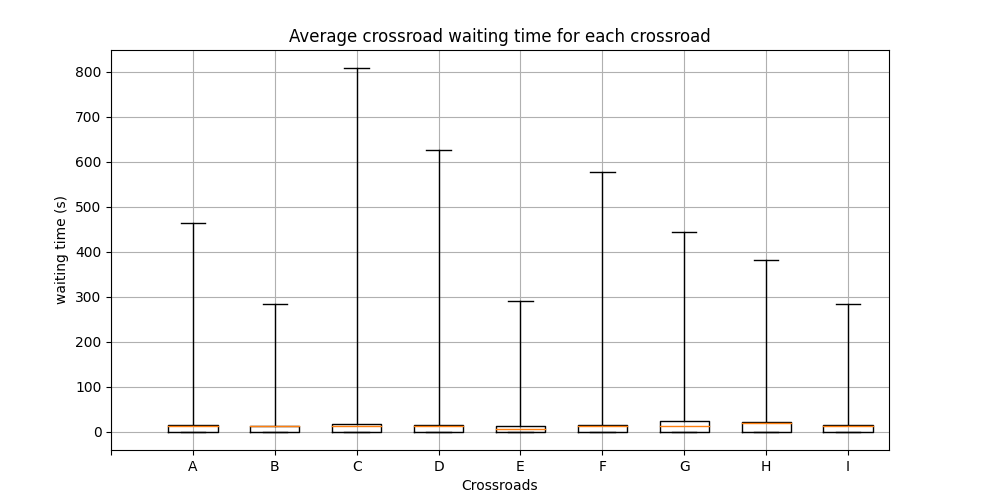 Average crossroad waiting time for each crossroad
800
700
600
500
400
300
200
100
0
waiting time (s)
A B C D E F G H I
Crossroads